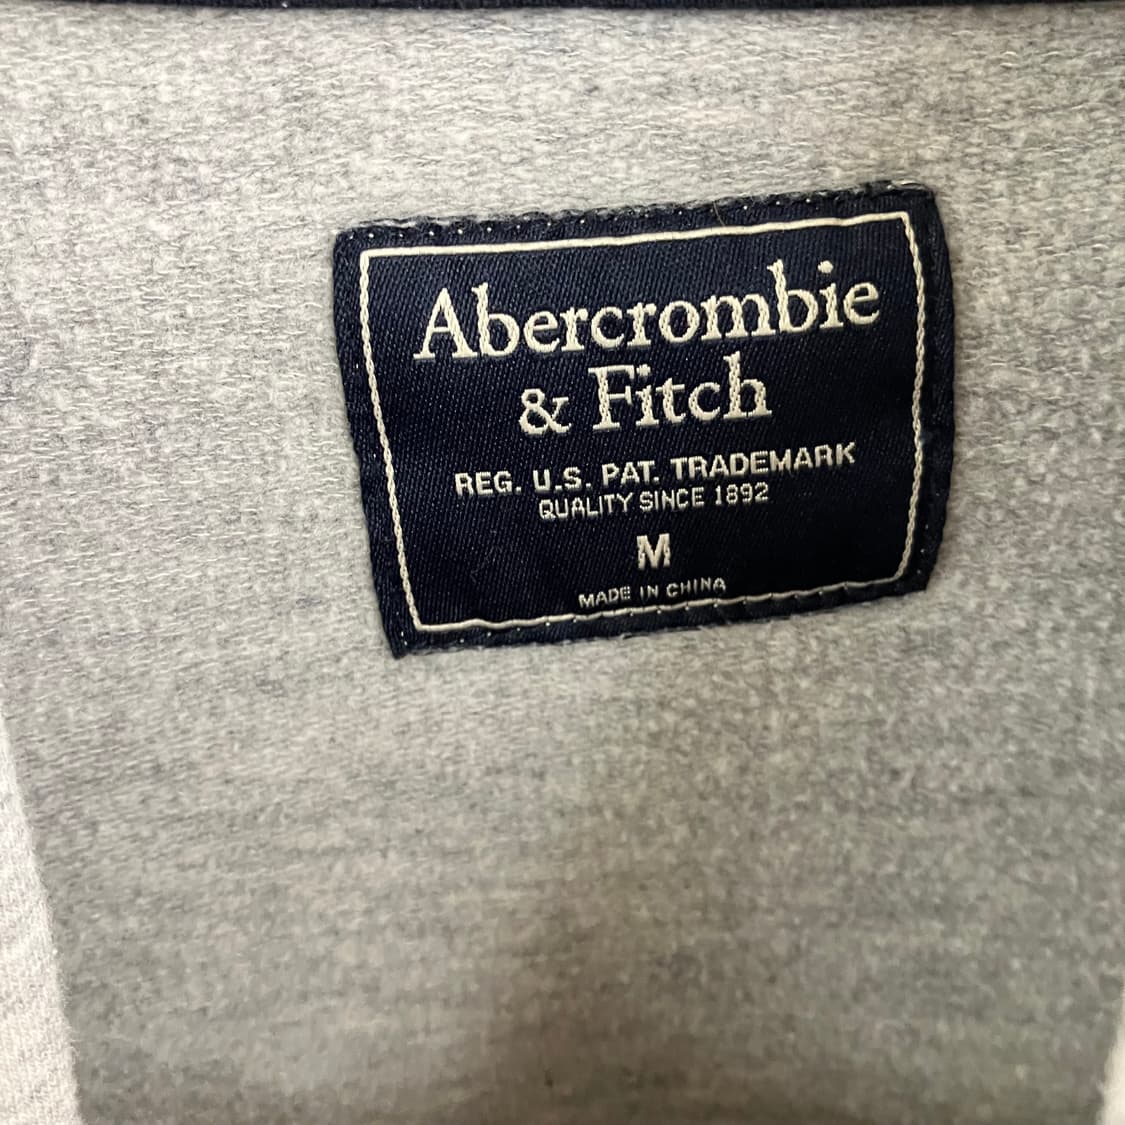 Abercrombie
& Fitch
REG. U.S. PAT. TRADEMARK
QUALITY SINCE 1892
M
MADE IN CHINA